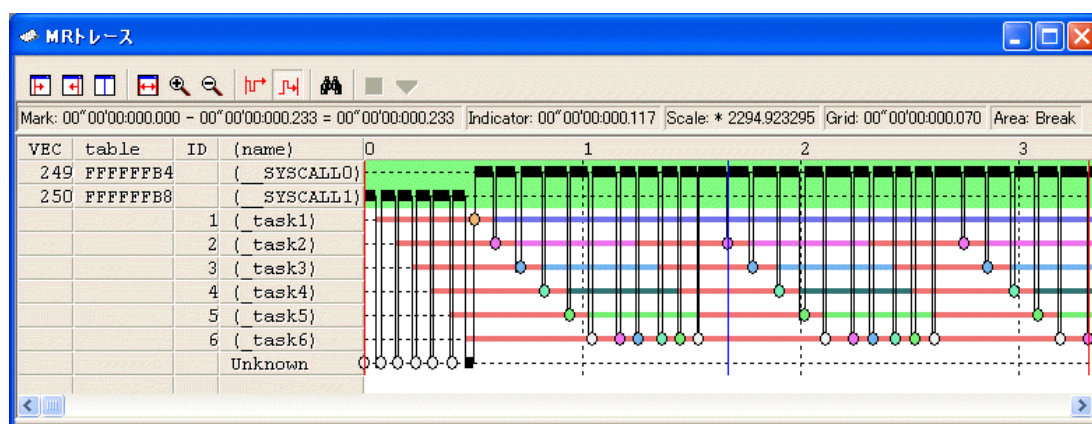 MRトレース
Mark: 00"00'00:000.000 - 00"00'00:000.233 = 00"00'00:000.233 Indicator: 00"00'00:000.117 Scale: * 2294.923295 Grid: 00"00'00:000.070 Area: Break
VEC table ID (name) 0 1 2 3
249 FFFFFFB4 (__SYSCALL0)
250 FFFFFFB8 (__SYSCALL1)
1 (_task1)
2 (_task2)
3 (_task3)
4 (_task4)
5 (_task5)
6 (_task6)
Unknown